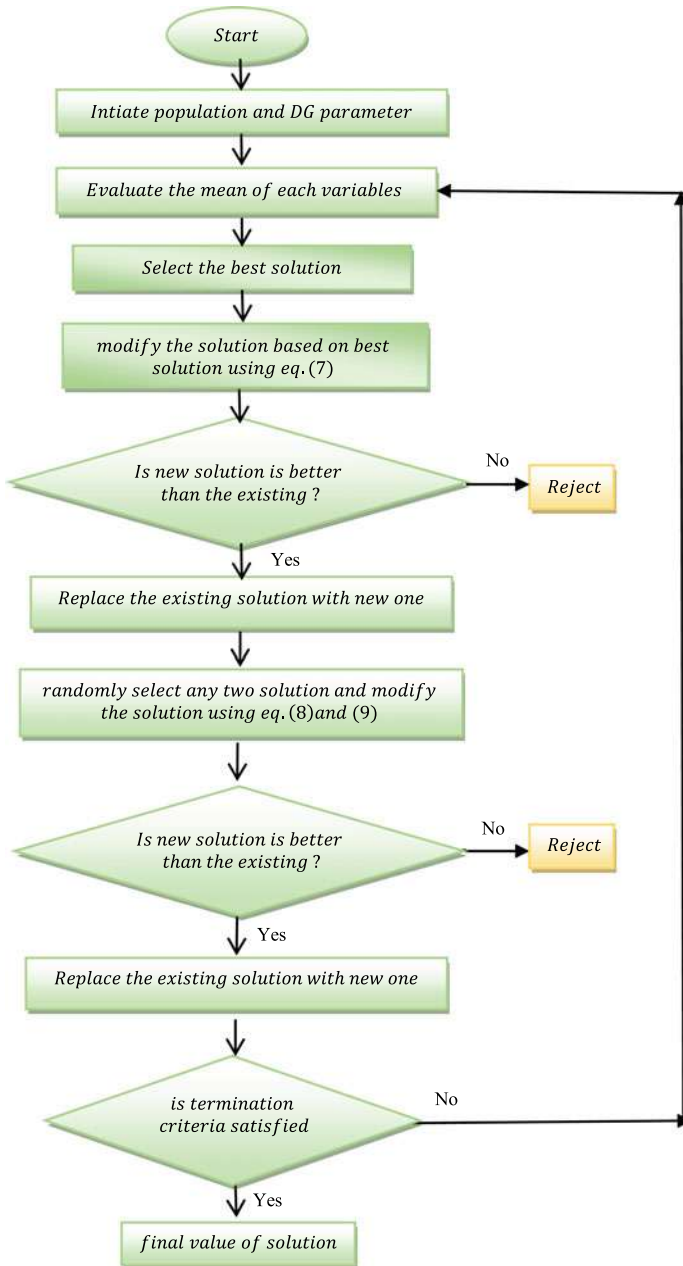 Start
Intiate population and DG parameter
Evaluate the mean of each variables
Select the best solution
modify the solution based on best
solution using eq.(7)
Is new solution is better
than the existing ?
No
Reject
Yes
Replace the existing solution with new one
randomly select any two solution and modify
the solution using eq.(8)and (9)
Is new solution is better
than the existing ?
No
Reject
Yes
Replace the existing solution with new one
is termination
criteria satisfied
No
Yes
final value of solution